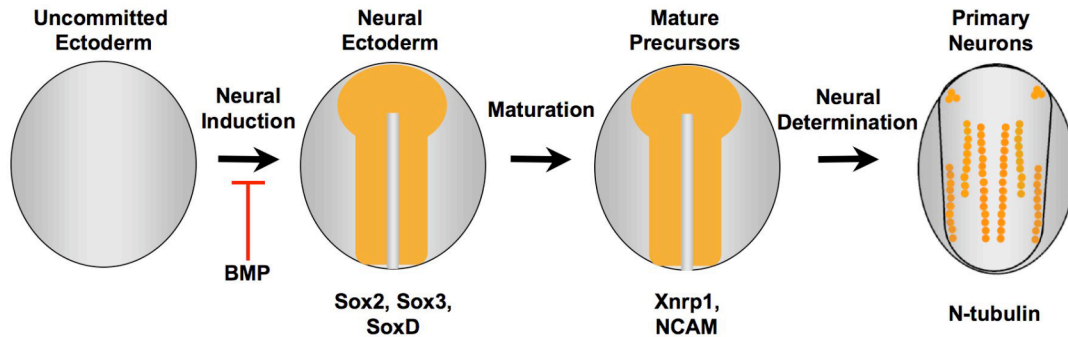 Uncommitted
Ectoderm
Neural
Induction
BMP
Neural
Ectoderm
Sox2, Sox3,
SoxD
Maturation
Mature
Precursors
Xnrp1,
NCAM
Neural
Determination
Primary
Neurons
N-tubulin